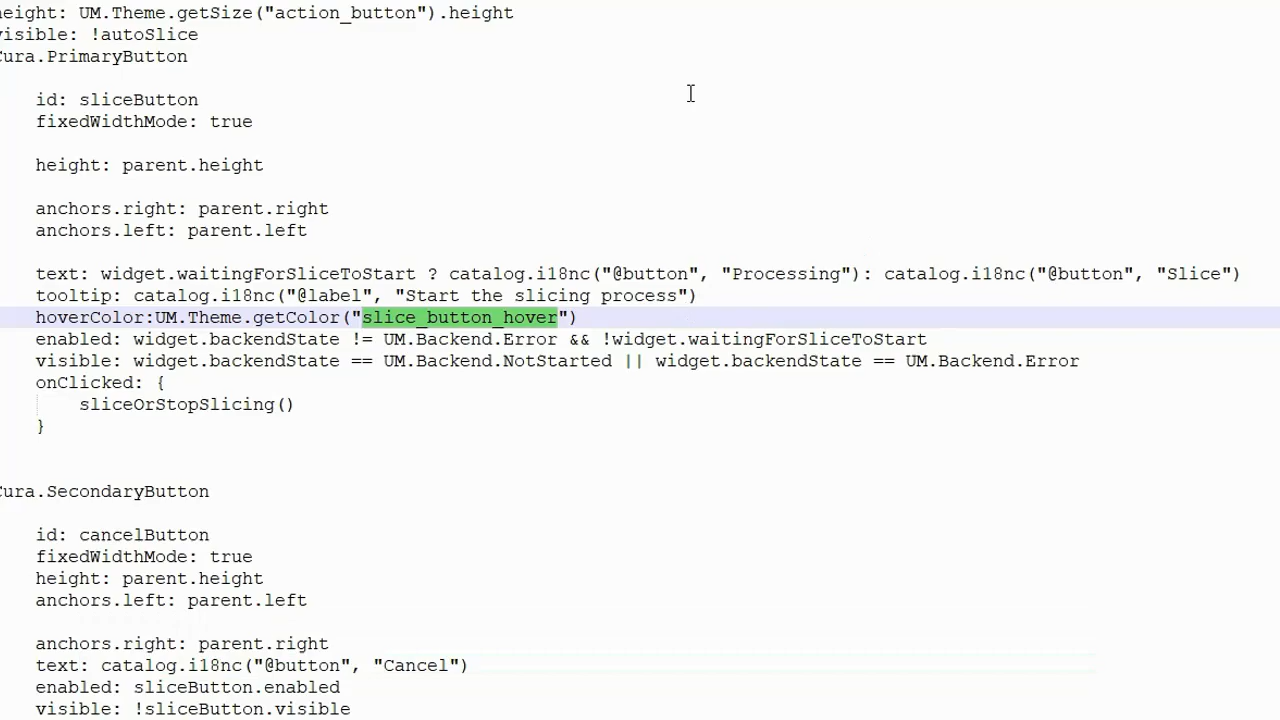 height: UM.Theme.getSize("action_button").height
visible: !autoSlice
Cura.PrimaryButton
id: sliceButton
fixedWidthMode: true
height: parent.height
anchors.right: parent.right
anchors.left: parent.left
text: widget.waitingForSliceToStart ? catalog.i18nc("@button", "Processing"): catalog.i18nc("@button", "Slice")
tooltip: catalog.i18nc("@label", "Start the slicing process")
hoverColor:UM.Theme.getColor("slice_button_hover")
enabled: widget.backendState != UM.Backend.Error && !widget.waitingForSliceToStart
visible: widget.backendState == UM.Backend.NotStarted || widget.backendState == UM.Backend.Error
onClicked: {
sliceOrStopSlicing()
}
Cura.SecondaryButton
id: cancelButton
fixedWidthMode: true
height: parent.height
anchors.left: parent.left
anchors.right: parent.right
text: catalog.i18nc("@button", "Cancel")
enabled: sliceButton.enabled
visible: !sliceButton.visible